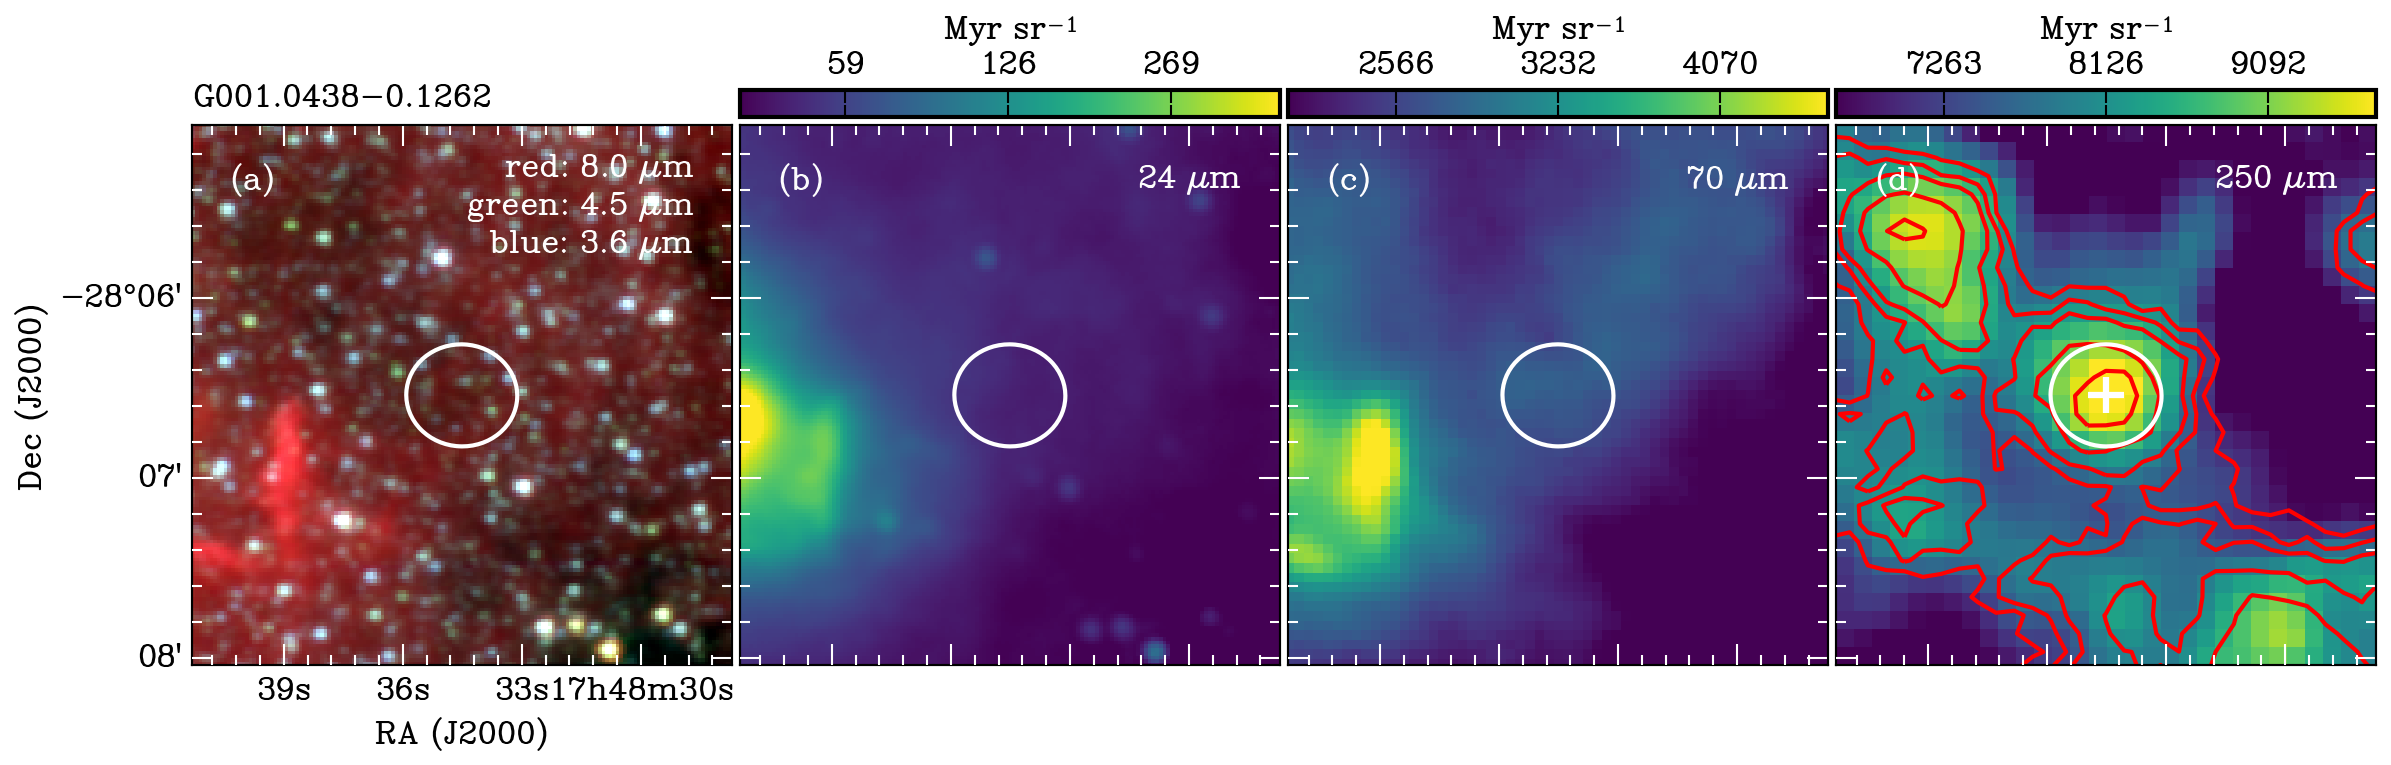 Myr sr⁻¹ Myr sr⁻¹ Myr sr⁻¹
59 126 269 2566 3232 4070 7263 8126 9092
G001.0438−0.1262
(a) red: 8.0 μm
green: 4.5 μm
blue: 3.6 μm
(b) 24 μm
(c) 70 μm
(d) 250 μm
−28°06'
07'
08'
Dec (J2000)
39s 36s 33s 17h48m30s
RA (J2000)